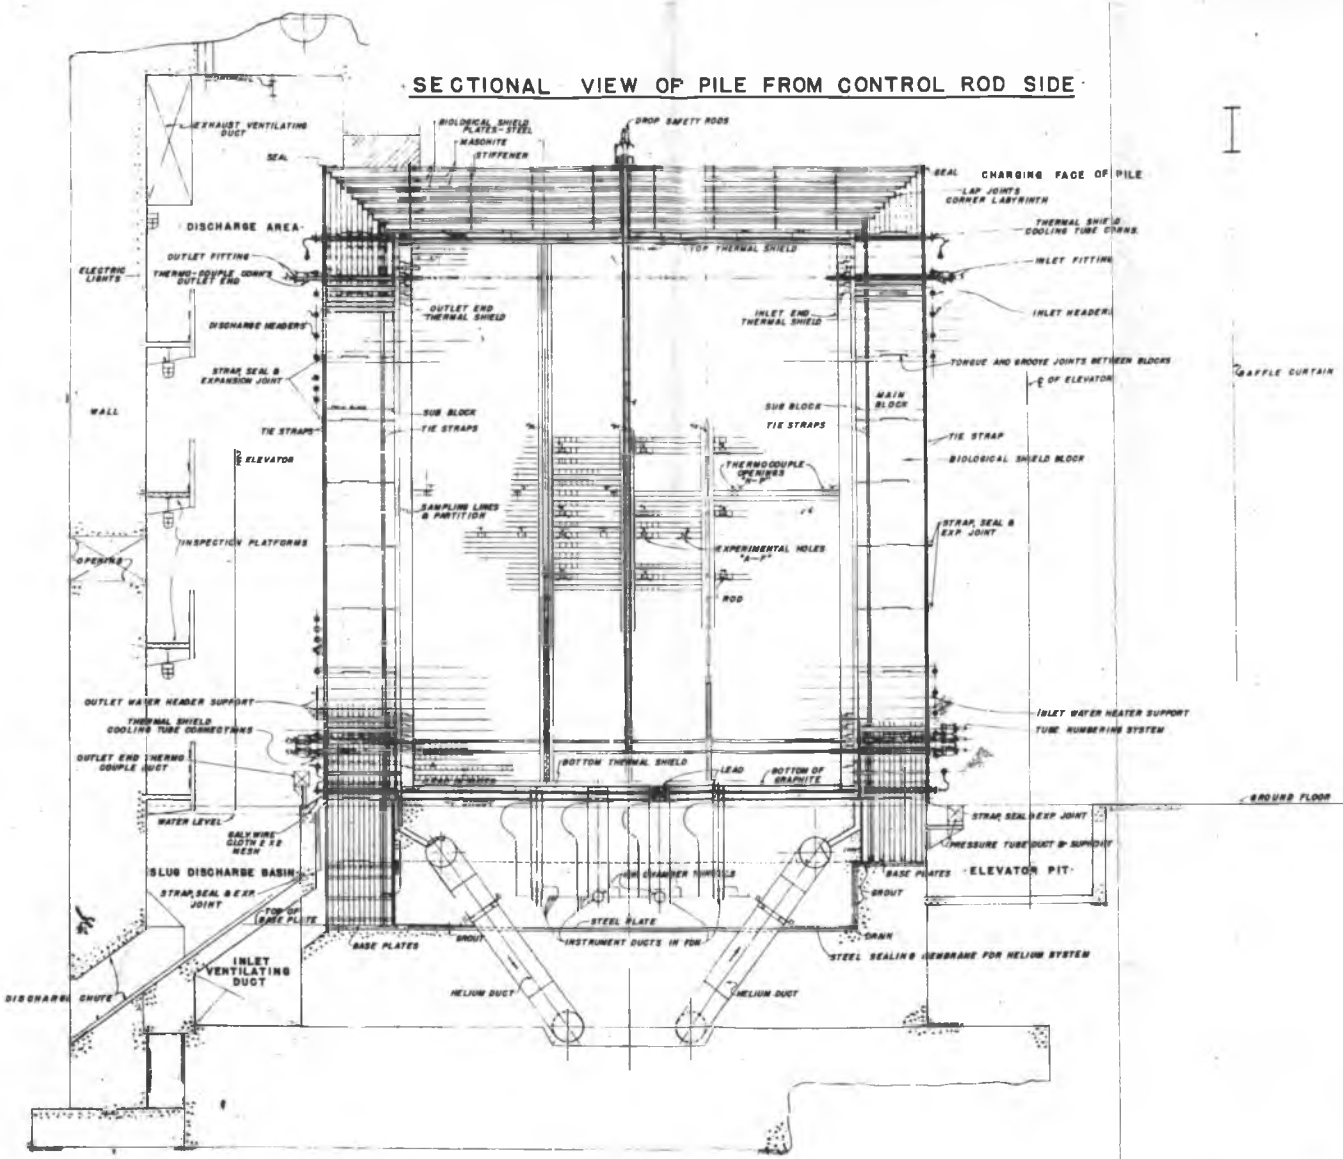 SECTIONAL VIEW OF PILE FROM CONTROL ROD SIDE
EXHAUST VENTILATING
DUCT
BIOLOGICAL SHIELD
PLATES-STEEL
MASONITE
STIFFENER
DROP SAFETY RODS
SEAL
SEAL
CHARGING FACE OF PILE
LAP JOINTS
CORNER LABYRINTH
THERMAL SHIELD
COOLING TUBE CONNS.
DISCHARGE AREA
TOP THERMAL SHIELD
OUTLET FITTING
INLET FITTING
ELECTRIC
LIGHTS
THERMO-COUPLE CONN'S
OUTLET END
OUTLET END
THERMAL SHIELD
INLET END
THERMAL SHIELD
INLET HEADERS
DISCHARGE HEADERS
TONGUE AND GROOVE JOINTS BETWEEN BLOCKS
STRAP, SEAL &
EXPANSION JOINT
OF ELEVATOR
BAFFLE CURTAIN
WALL
SUB BLOCK
SUB BLOCK
MAIN
BLOCK
TIE STRAPS
TIE STRAPS
TIE STRAPS
TIE STRAP
ELEVATOR
BIOLOGICAL SHIELD BLOCK
THERMOCOUPLE
OPENINGS
SAMPLING LINES
& PARTITION
STRAP, SEAL &
EXP. JOINT
INSPECTION PLATFORMS
EXPERIMENTAL HOLES
"A-F"
OPENING
ROD
OUTLET WATER HEADER SUPPORT
INLET WATER HEATER SUPPORT
THERMAL SHIELD
COOLING TUBE CONNECTIONS
TUBE NUMBERING SYSTEM
OUTLET END THERMO
COUPLE DUCT
BOTTOM THERMAL SHIELD
LEAD
BOTTOM OF
GRAPHITE
GROUND FLOOR
WATER LEVEL
STRAP, SEAL & EXP JOINT
GALV WIRE
CLOTH 2 X 2
MESH
PRESSURE TUBE DUCT & SUPPORT
SLUG DISCHARGE BASIN
BASE PLATES
ELEVATOR PIT
STRAP, SEAL & EXP.
JOINT
GROUT
TOP OF
BASE PLATE
STEEL PLATE
BASE PLATES
GROUT
INSTRUMENT DUCTS IN FDN
DRAIN
STEEL SEALING MEMBRANE FOR HELIUM SYSTEM
INLET
VENTILATING
DUCT
DISCHARGE CHUTE
HELIUM DUCT
HELIUM DUCT